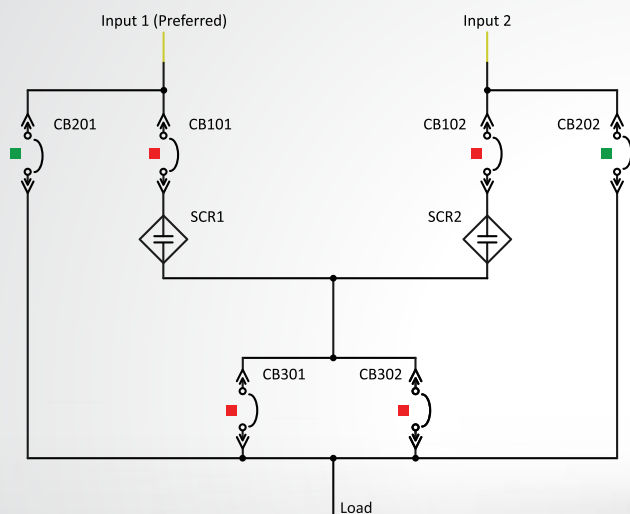 Input 1 (Preferred)
Input 2
CB201
CB101
CB102
CB202
SCR1
SCR2
CB301
CB302
Load